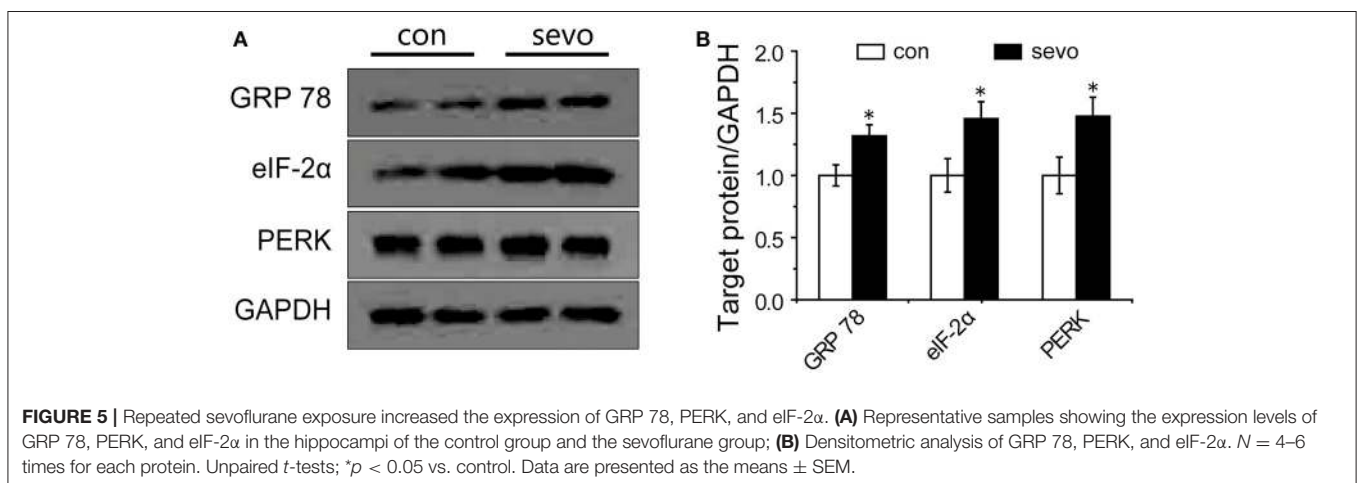 A
con sevo
GRP 78
eIF-2α
PERK
GAPDH
B
con sevo
Target protein/GAPDH
2.0
1.5
1.0
0.5
0.0
* * *
GRP 78 eIF-2α PERK
FIGURE 5 | Repeated sevoflurane exposure increased the expression of GRP 78, PERK, and eIF-2α. (A) Representative samples showing the expression levels of
GRP 78, PERK, and eIF-2α in the hippocampi of the control group and the sevoflurane group; (B) Densitometric analysis of GRP 78, PERK, and eIF-2α. N = 4–6
times for each protein. Unpaired t-tests; *p < 0.05 vs. control. Data are presented as the means ± SEM.